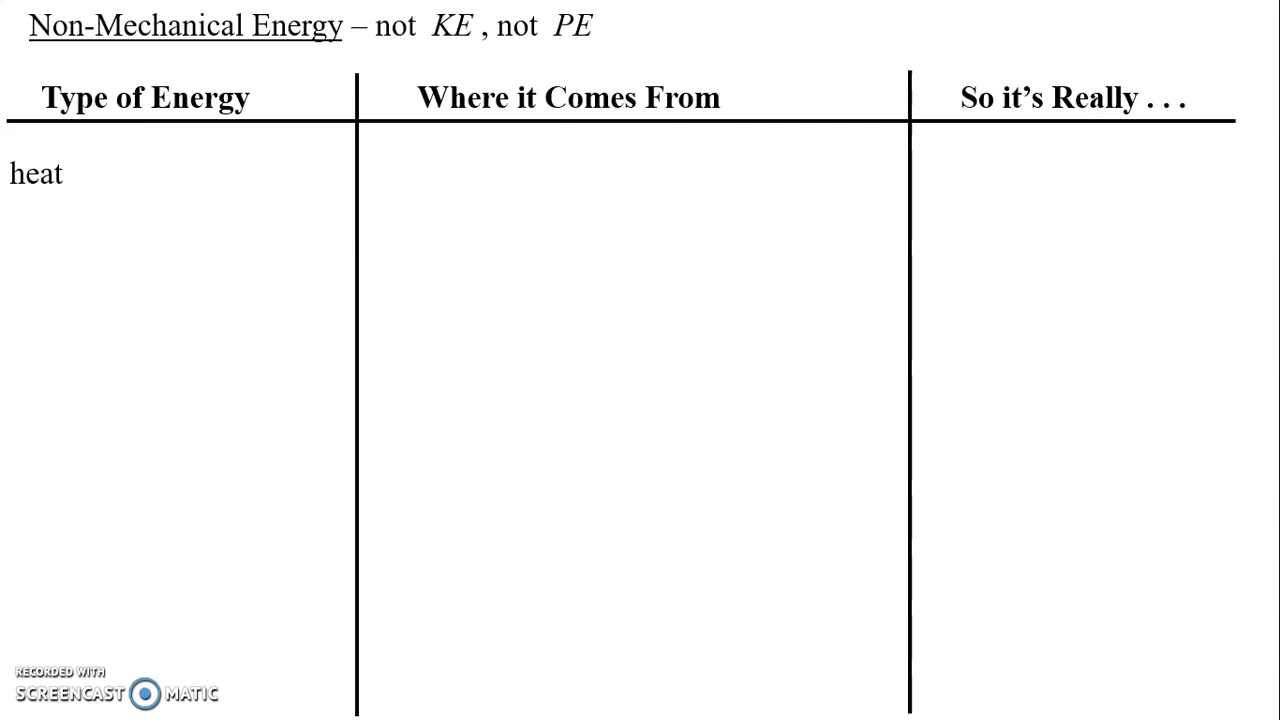 Non-Mechanical Energy – not KE , not PE
Type of Energy Where it Comes From So it’s Really . . .
heat
RECORDED WITH
SCREENCAST MATIC